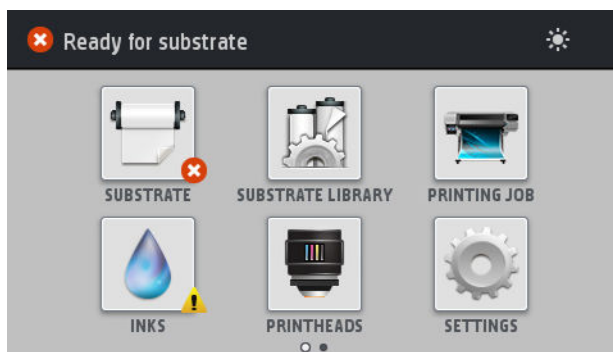 Ready for substrate
SUBSTRATE
SUBSTRATE LIBRARY
PRINTING JOB
INKS
PRINTHEADS
SETTINGS